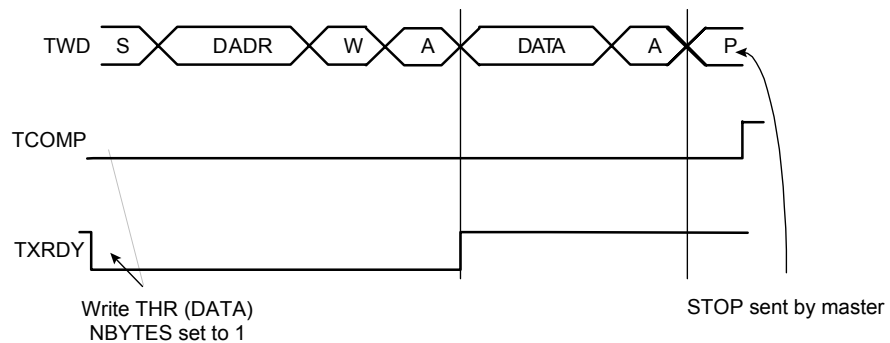 TWD S DADR W A DATA A P
TCOMP
TXRDY
Write THR (DATA)
NBYTES set to 1
STOP sent by master